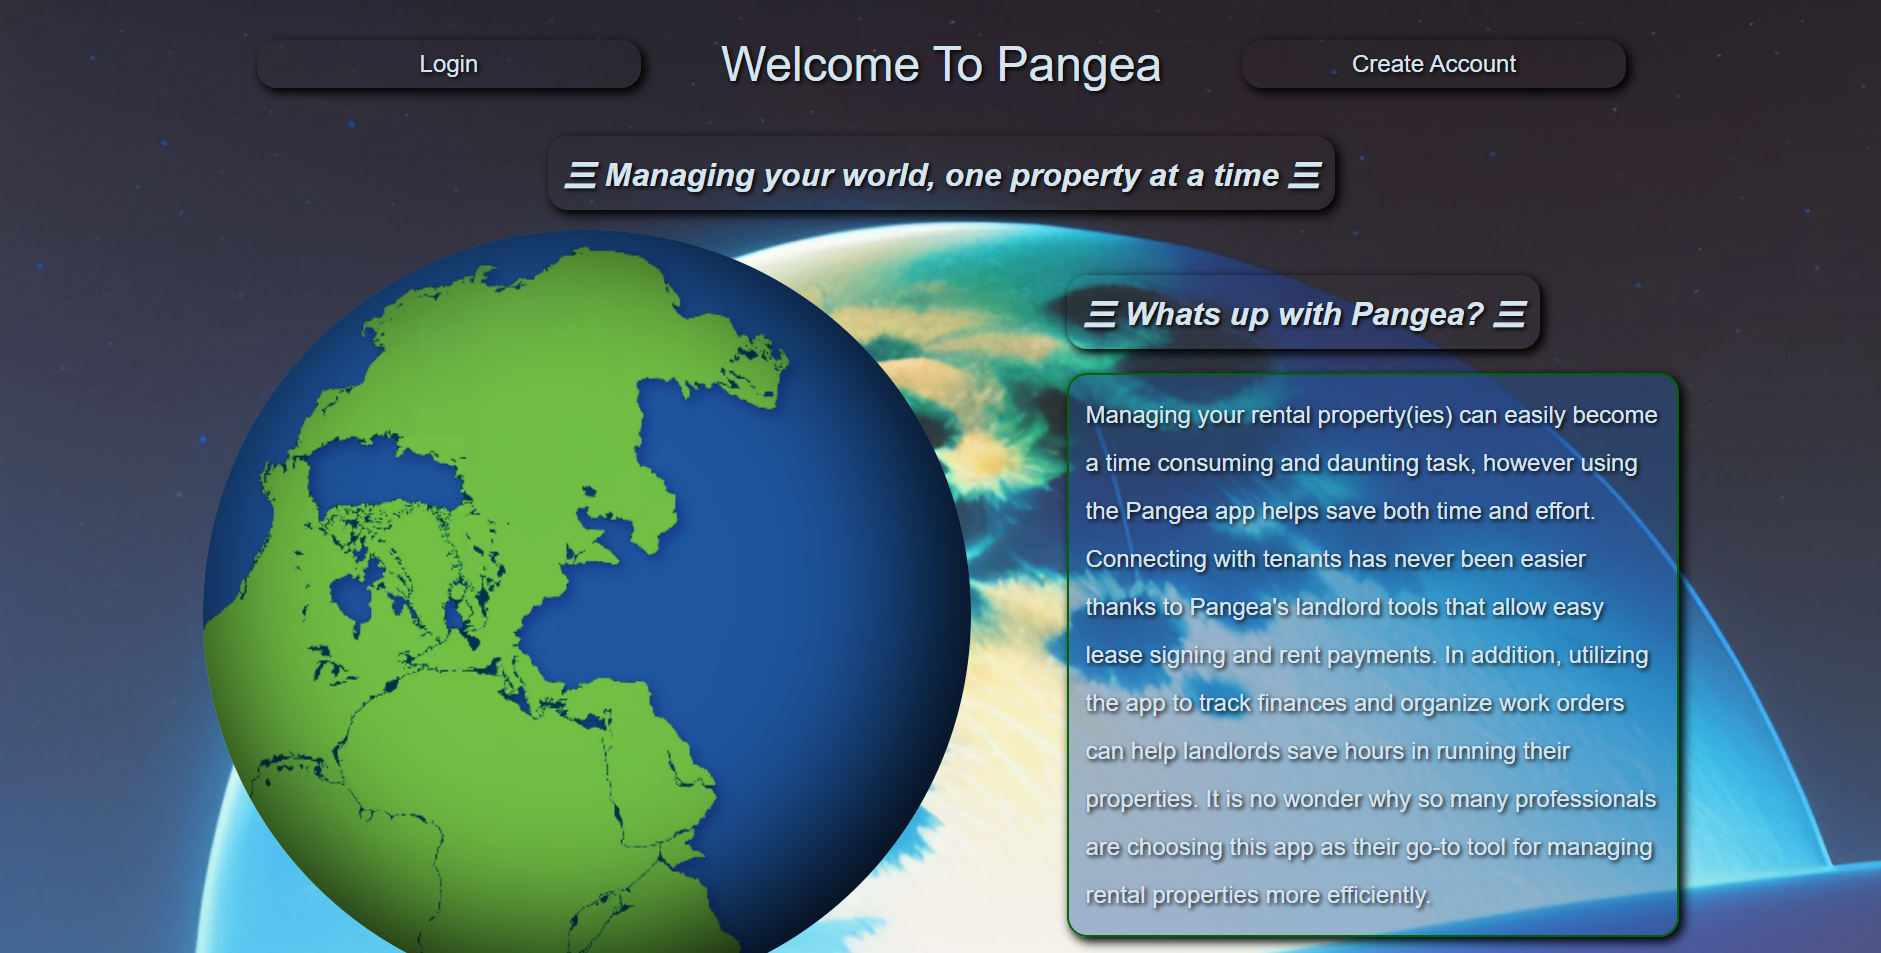 Login
Welcome To Pangea
Create Account
☰ Managing your world, one property at a time ☰
☰ Whats up with Pangea? ☰
Managing your rental property(ies) can easily become
a time consuming and daunting task, however using
the Pangea app helps save both time and effort.
Connecting with tenants has never been easier
thanks to Pangea's landlord tools that allow easy
lease signing and rent payments. In addition, utilizing
the app to track finances and organize work orders
can help landlords save hours in running their
properties. It is no wonder why so many professionals
are choosing this app as their go-to tool for managing
rental properties more efficiently.